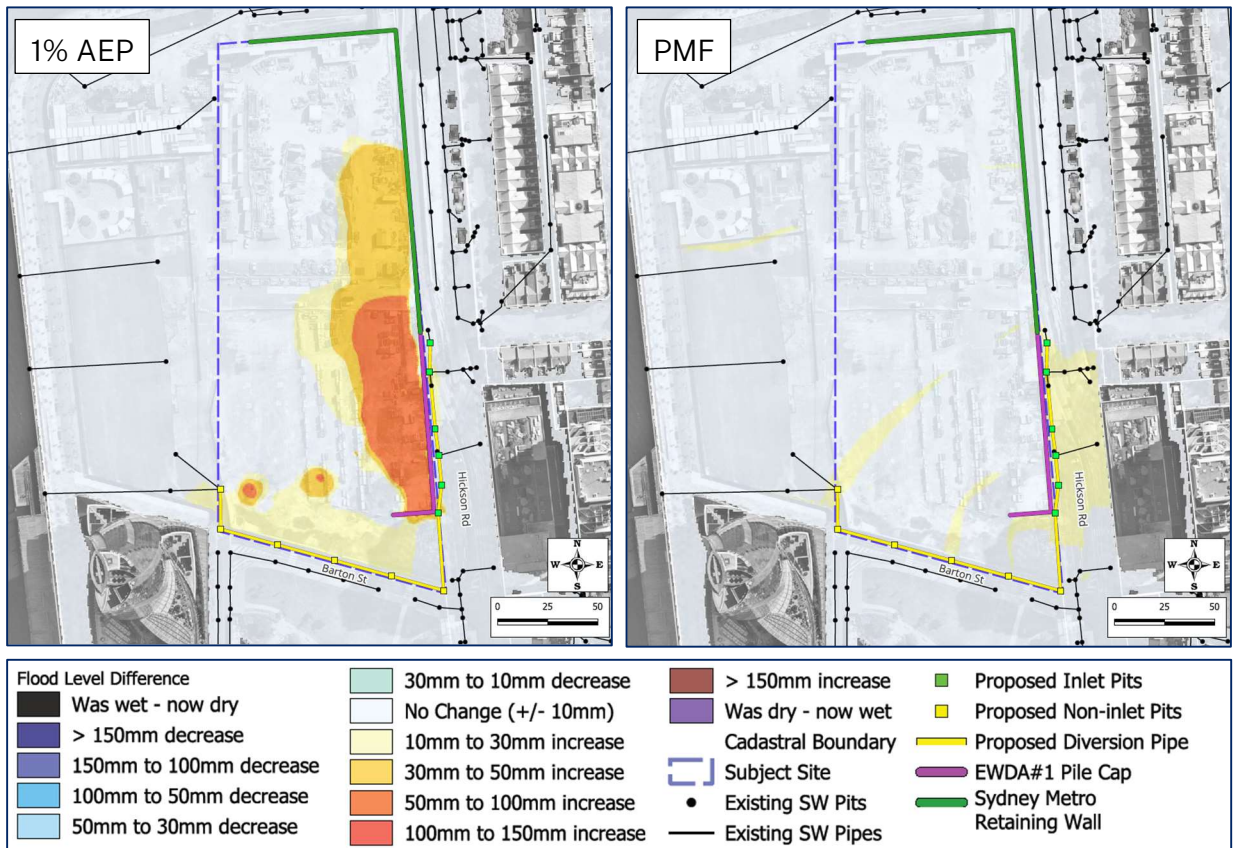 1% AEP
PMF
Hickson Rd
Barton St
N
W E
S
0 25 50
Hickson Rd
Barton St
N
W E
S
0 25 50
Flood Level Difference
Was wet - now dry
> 150mm decrease
150mm to 100mm decrease
100mm to 50mm decrease
50mm to 30mm decrease
30mm to 10mm decrease
No Change (+/- 10mm)
10mm to 30mm increase
30mm to 50mm increase
50mm to 100mm increase
100mm to 150mm increase
> 150mm increase
Was dry - now wet
Cadastral Boundary
Subject Site
Existing SW Pits
Existing SW Pipes
Proposed Inlet Pits
Proposed Non-inlet Pits
Proposed Diversion Pipe
EWDA#1 Pile Cap
Sydney Metro
Retaining Wall